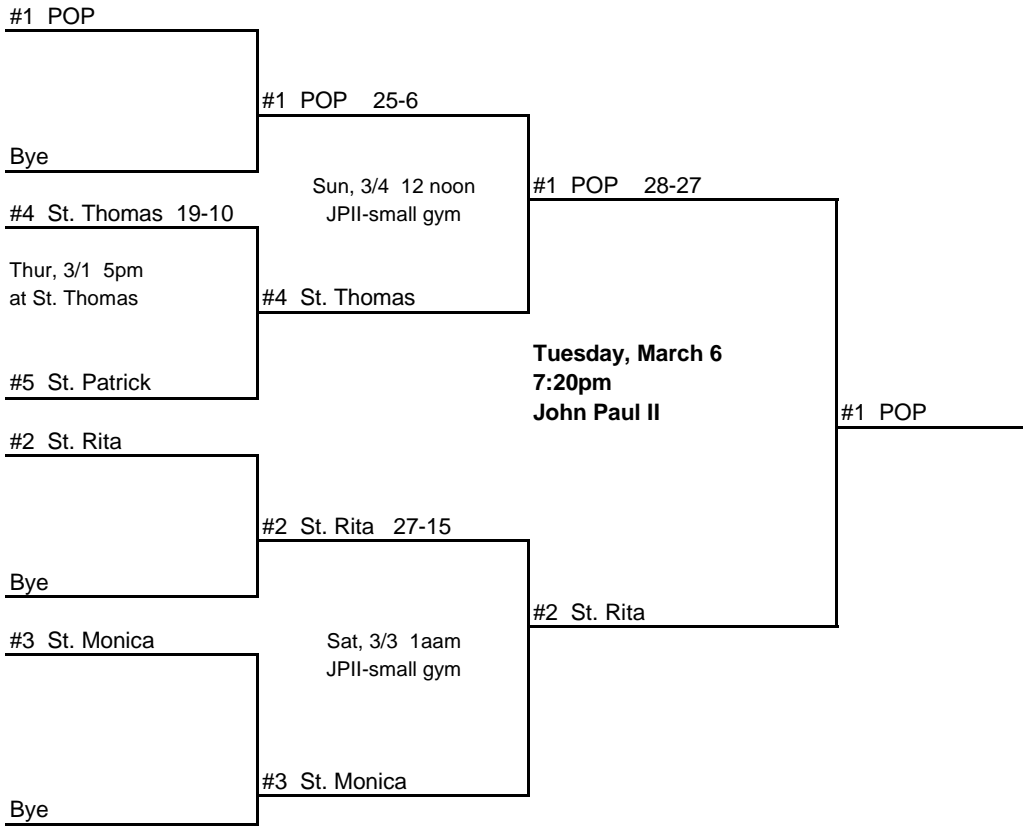 #1 POP
#1 POP 25-6
Bye
Sun, 3/4 12 noon
JPII-small gym
#1 POP 28-27
#4 St. Thomas 19-10
Thur, 3/1 5pm
at St. Thomas
#4 St. Thomas
Tuesday, March 6
7:20pm
John Paul II
#5 St. Patrick
#1 POP
#2 St. Rita
#2 St. Rita 27-15
Bye
#2 St. Rita
#3 St. Monica
Sat, 3/3 1aam
JPII-small gym
#3 St. Monica
Bye